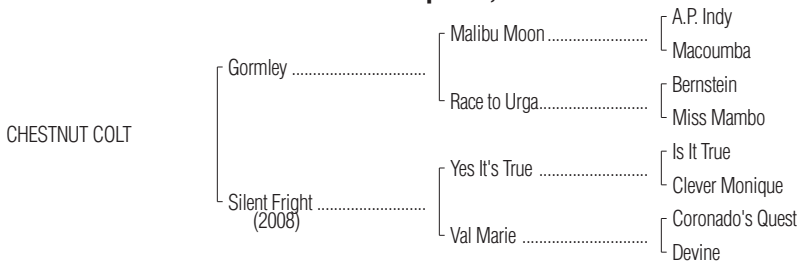 A.P. Indy
Malibu Moon ........................
Macoumba
Gormley ................................
Bernstein
Race to Urga..........................
Miss Mambo
CHESTNUT COLT
Is It True
Yes It's True ..........................
Clever Monique
Silent Fright ..........................
(2008)
Coronado's Quest
Val Marie ..............................
Devine